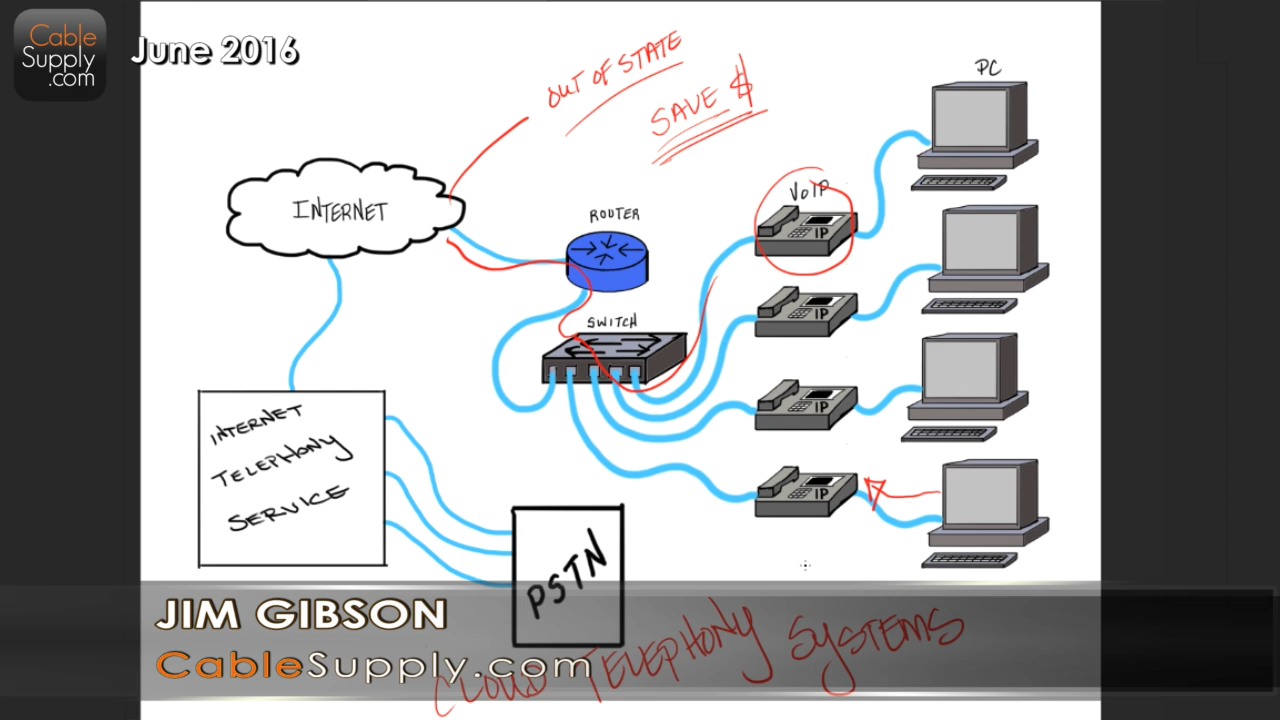 Cable
Supply
.com
June 2016
OUT OF STATE
SAVE $
PC
INTERNET
ROUTER
VOIP
IP
SWITCH
IP
IP
IP
INTERNET
TELEPHONY
SERVICE
PSTN
JIM GIBSON
CableSupply.com
CLOUD TELEPHONY SYSTEMS